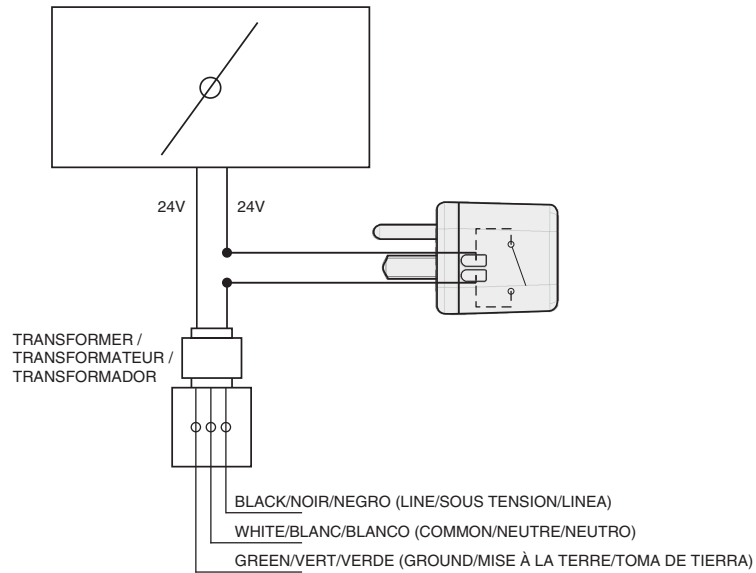 24V
24V
TRANSFORMER /
TRANSFORMATEUR /
TRANSFORMADOR
BLACK/NOIR/NEGRO (LINE/SOUS TENSION/LINEA)
WHITE/BLANC/BLANCO (COMMON/NEUTRE/NEUTRO)
GREEN/VERT/VERDE (GROUND/MISE À LA TERRE/TOMA DE TIERRA)